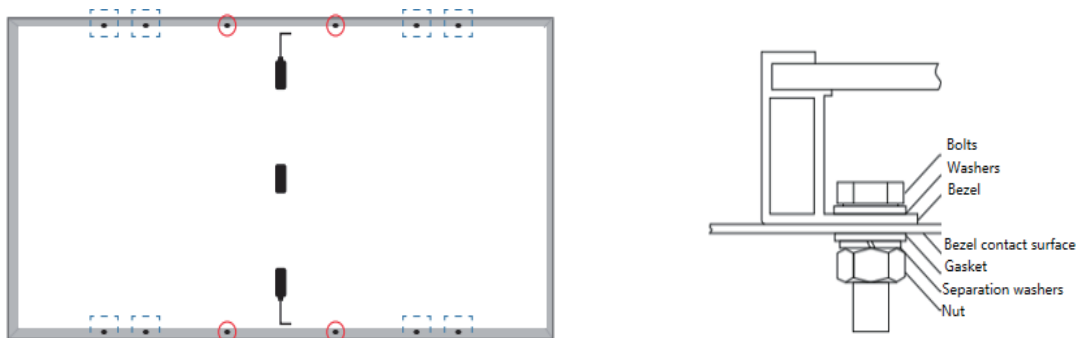 Bolts
Washers
Bezel
Bezel contact surface
Gasket
Separation washers
Nut